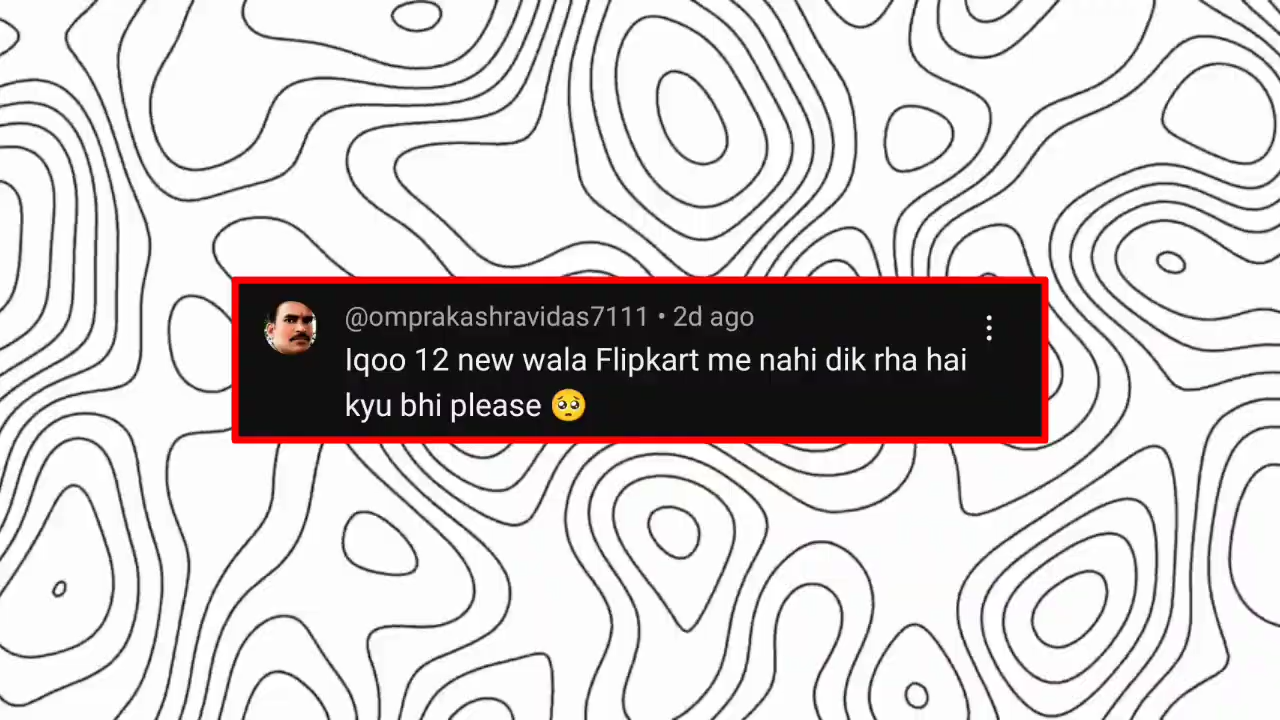 @omprakashravidas7111 • 2d ago
Iqoo 12 new wala Flipkart me nahi dik rha hai
kyu bhi please 🥺